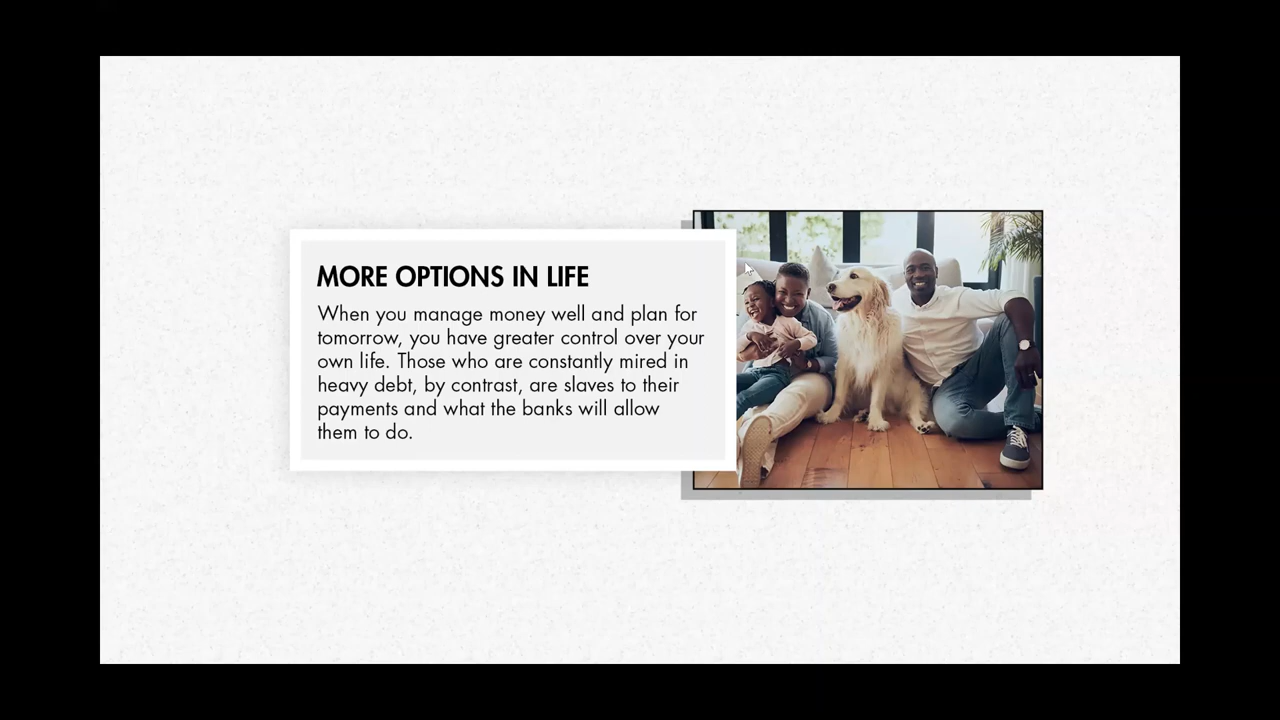 MORE OPTIONS IN LIFE
When you manage money well and plan for
tomorrow, you have greater control over your
own life. Those who are constantly mired in
heavy debt, by contrast, are slaves to their
payments and what the banks will allow
them to do.